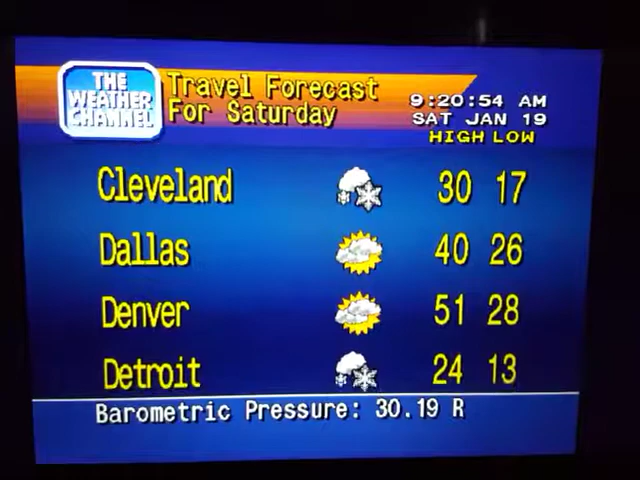 THE
WEATHER
CHANNEL
Travel Forecast
For Saturday
9:20:54 AM
SAT JAN 19
HIGH LOW
Cleveland 30 17
Dallas 40 26
Denver 51 28
Detroit 24 13
Barometric Pressure: 30.19 R